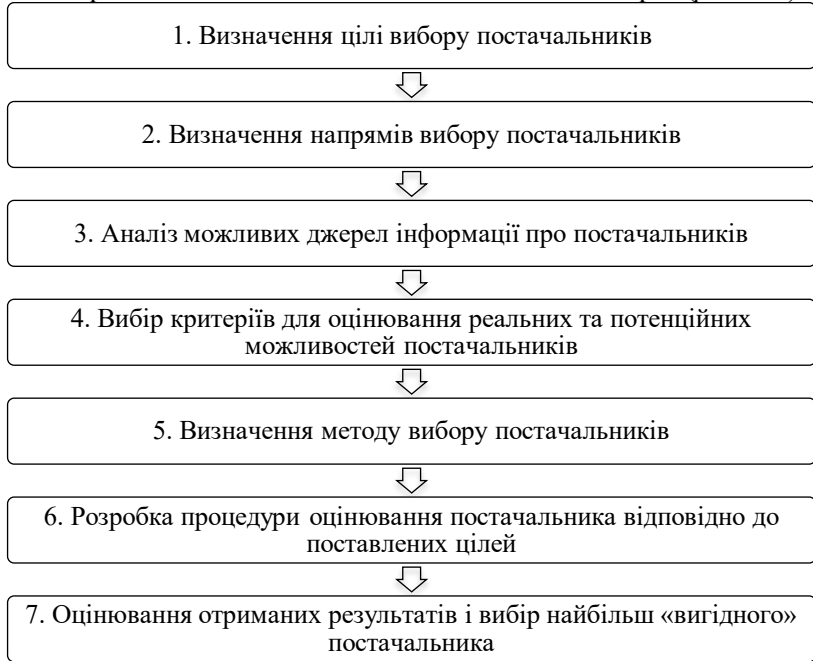 1. Визначення цілі вибору постачальників
2. Визначення напрямів вибору постачальників
3. Аналіз можливих джерел інформації про постачальників
4. Вибір критеріїв для оцінювання реальних та потенційних
можливостей постачальників
5. Визначення методу вибору постачальників
6. Розробка процедури оцінювання постачальника відповідно до
поставлених цілей
7. Оцінювання отриманих результатів і вибір найбільш «вигідного»
постачальника